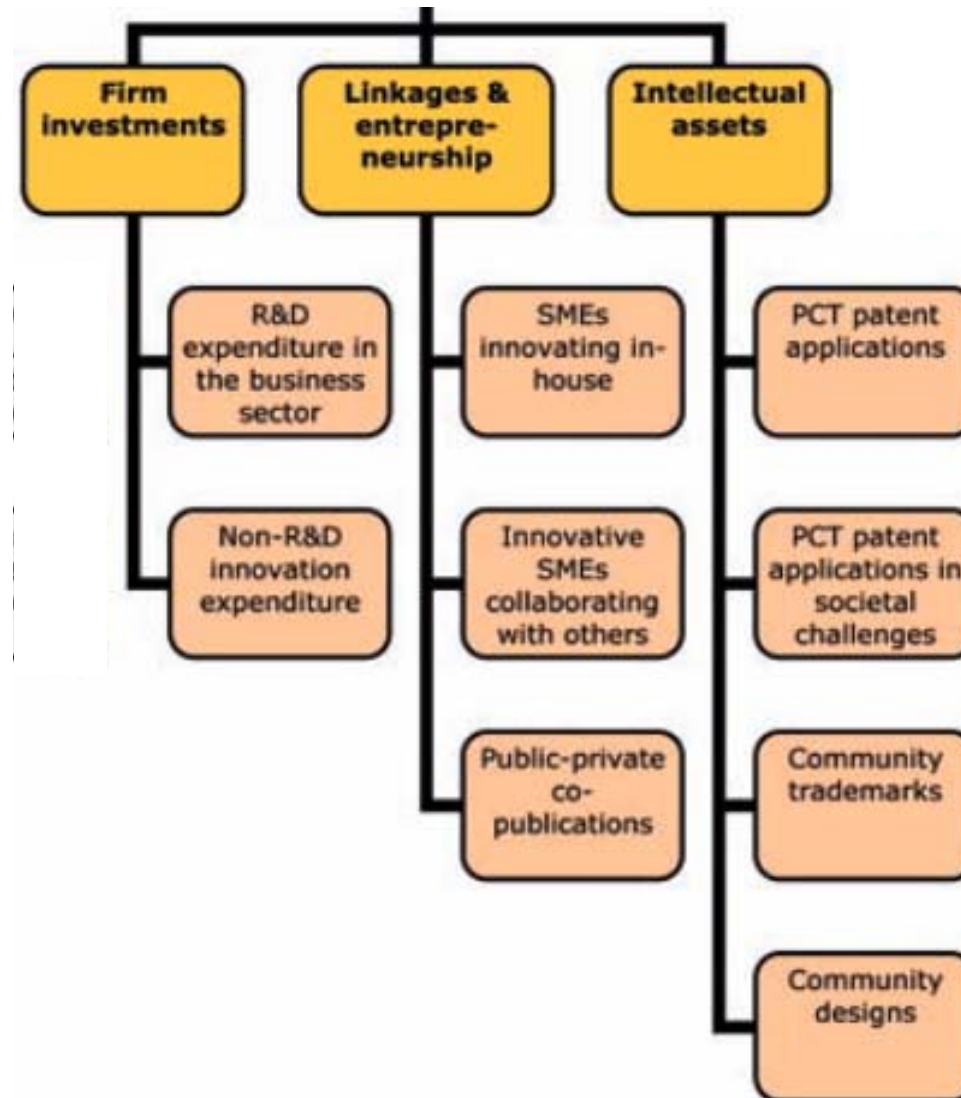 Firm
investments
Linkages &
entrepre-
neurship
Intellectual
assets
R&D
expenditure in
the business
sector
Non-R&D
innovation
expenditure
SMEs
innovating in-
house
Innovative
SMEs
collaborating
with others
Public-private
co-
publications
PCT patent
applications
PCT patent
applications in
societal
challenges
Community
trademarks
Community
designs